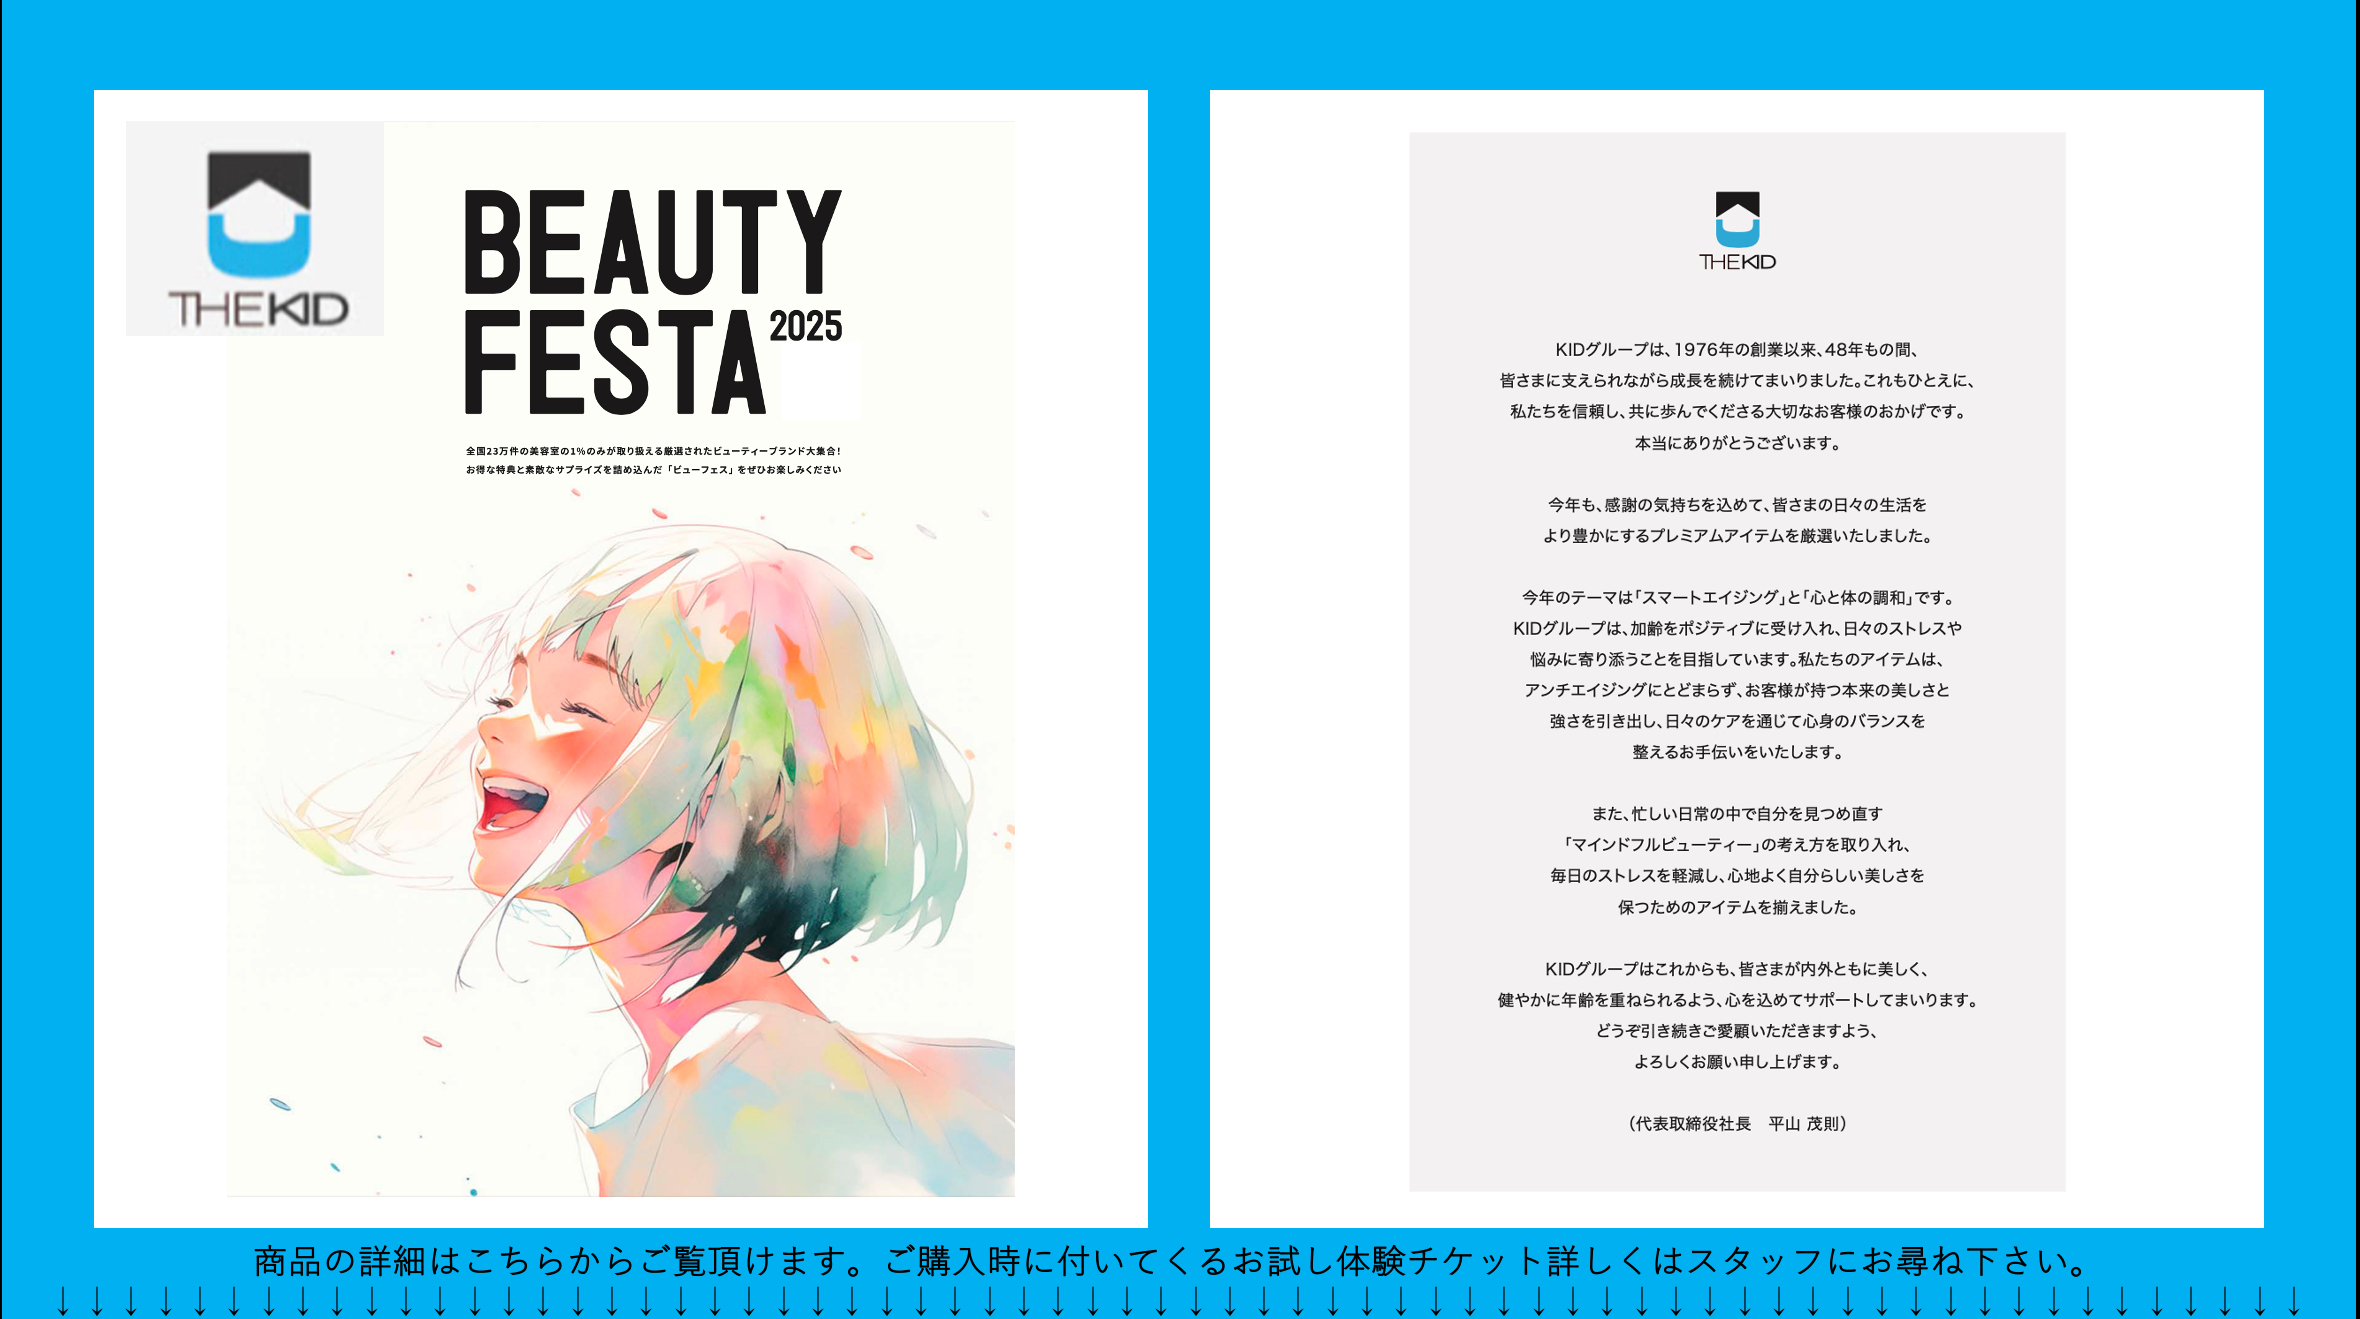 THEKID
BEAUTY
FESTA 2025
全国23万件の美容室の1%のみが取り扱える厳選されたビューティーブランド大集合！
お得な特典と素敵なサプライズを詰め込んだ「ビューフェス」をぜひお楽しみください
THEKID
KIDグループは、1976年の創業以来、48年もの間、
皆さまに支えられながら成長を続けてまいりました。これもひとえに、
私たちを信頼し、共に歩んでくださる大切なお客様のおかげです。
本当にありがとうございます。
今年も、感謝の気持ちを込めて、皆さまの日々の生活を
より豊かにするプレミアムアイテムを厳選いたしました。
今年のテーマは「スマートエイジング」と「心と体の調和」です。
KIDグループは、加齢をポジティブに受け入れ、日々のストレスや
悩みに寄り添うことを目指しています。私たちのアイテムは、
アンチエイジングにとどまらず、お客様が持つ本来の美しさと
強さを引き出し、日々のケアを通じて心身のバランスを
整えるお手伝いをいたします。
また、忙しい日常の中で自分を見つめ直す
「マインドフルビューティー」の考え方を取り入れ、
毎日のストレスを軽減し、心地よく自分らしい美しさを
保つためのアイテムを揃えました。
KIDグループはこれからも、皆さまが内外ともに美しく、
健やかに年齢を重ねられるよう、心を込めてサポートしてまいります。
どうぞ引き続きご愛顧いただきますよう、
よろしくお願い申し上げます。
（代表取締役社長　平山 茂則）
商品の詳細はこちらからご覧頂けます。ご購入時に付いてくるお試し体験チケット詳しくはスタッフにお尋ね下さい。
↓↓↓↓↓↓↓↓↓↓↓↓↓↓↓↓↓↓↓↓↓↓↓↓↓↓↓↓↓↓↓↓↓↓↓↓↓↓↓↓↓↓↓↓↓↓↓↓↓↓↓↓↓↓↓↓↓↓↓↓↓↓↓↓↓↓